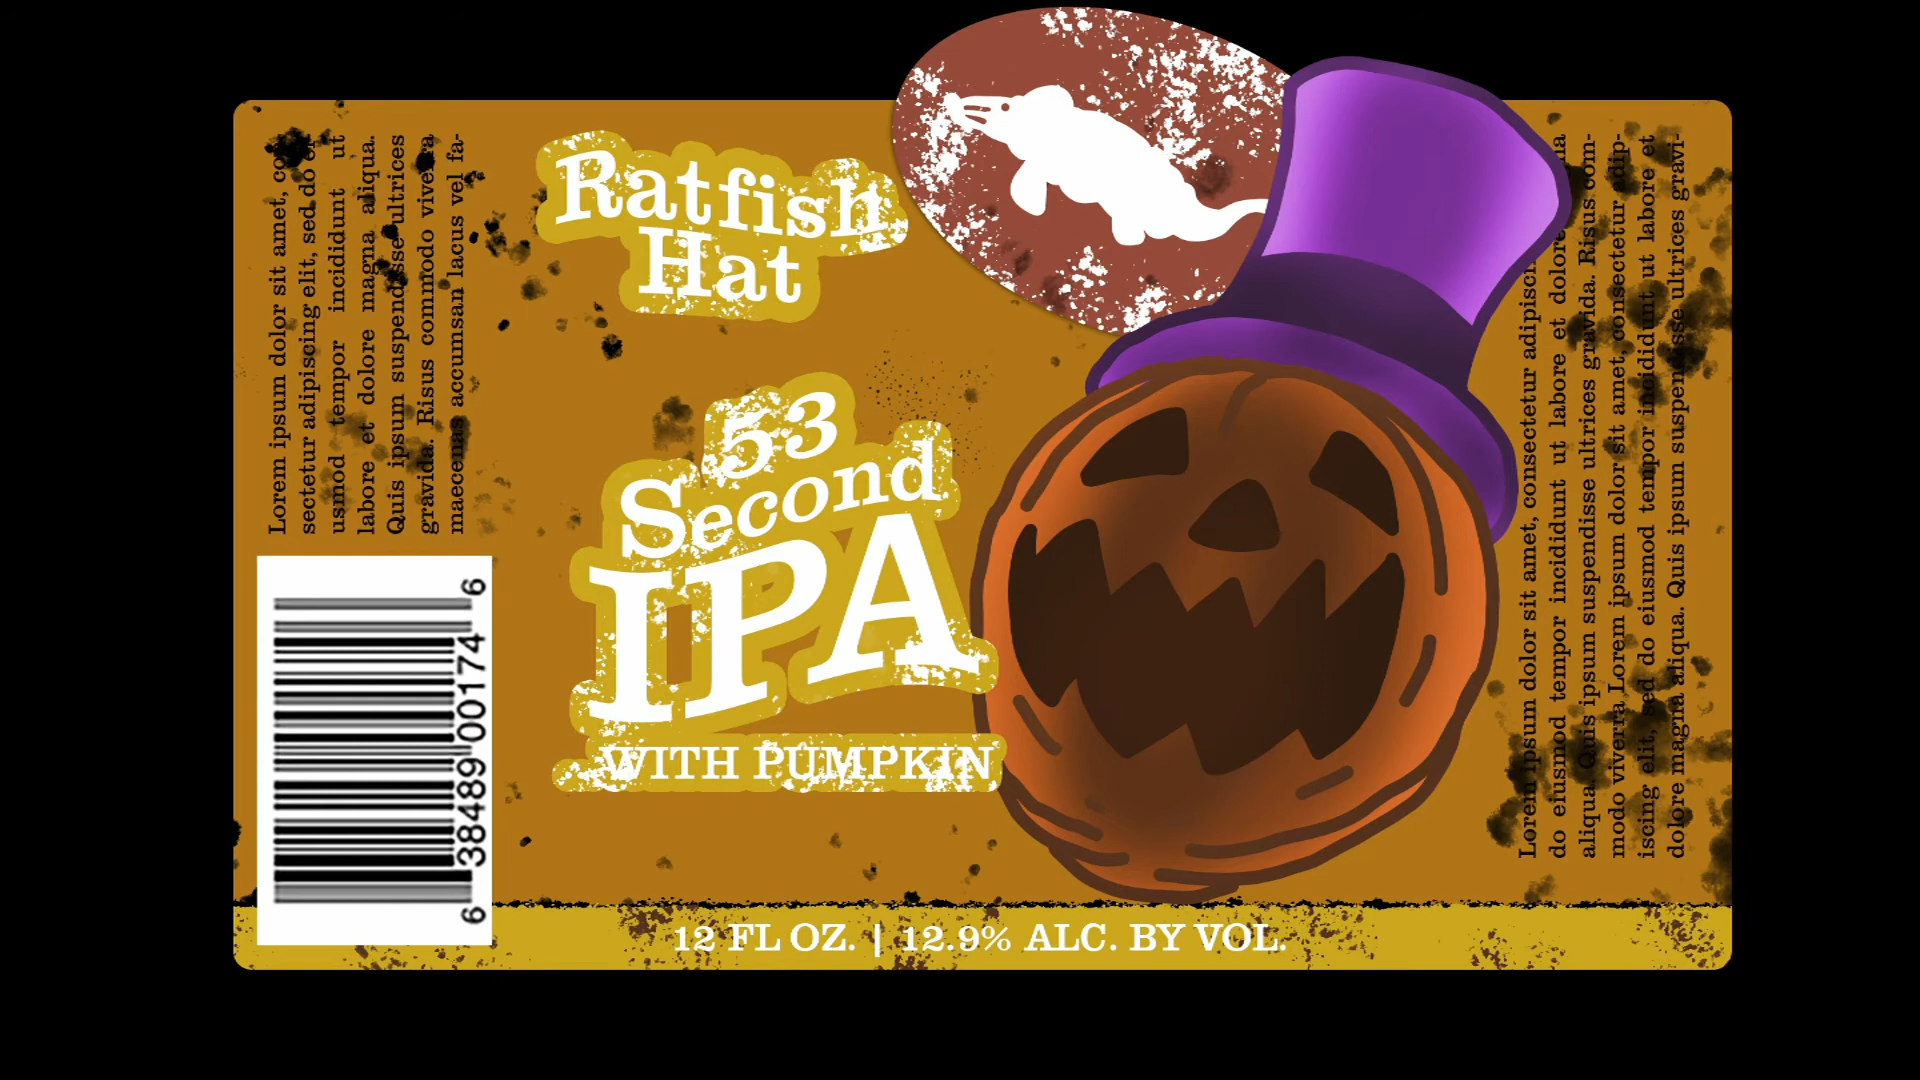 Lorem ipsum dolor sit amet, con-
sectetur adipiscing elit, sed do ei-
usmod tempor incididunt ut
labore et dolore magna aliqua.
Quis ipsum suspendisse ultrices
gravida. Risus commodo viverra
maecenas accumsan lacus vel fa-
6 38489 00174 6
Ratfish
Hat
53
Second
IPA
WITH PUMPKIN
12 FL OZ. | 12.9% ALC. BY VOL.
Lorem ipsum dolor sit amet, consectetur adipisci
do eiusmod tempor incididunt ut labore et dolore
aliqua. Quis ipsum suspendisse ultrices gravida. Risus com-
modo viverra Lorem ipsum dolor sit amet, consectetur adip-
iscing elit, sed do eiusmod tempor incididunt ut labore et
dolore magna aliqua. Quis ipsum suspendisse ultrices gravi-